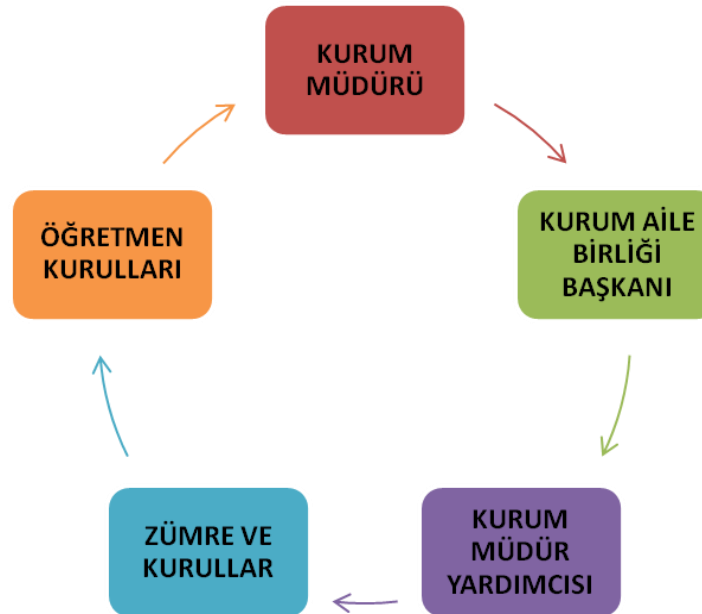 KURUM
MÜDÜRÜ
KURUM AİLE
BİRLİĞİ
BAŞKANI
KURUM
MÜDÜR
YARDIMCISI
ZÜMRE VE
KURULLAR
ÖĞRETMEN
KURULLARI